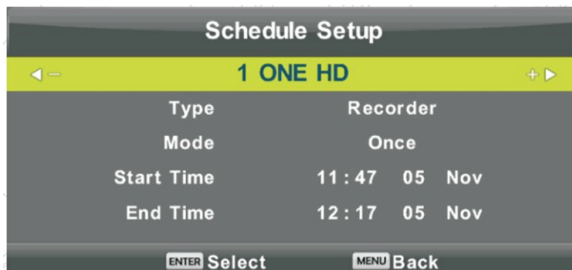 Schedule Setup
1 ONE HD
Type Recorder
Mode Once
Start Time 11:47 05 Nov
End Time 12:17 05 Nov
ENTER Select MENU Back